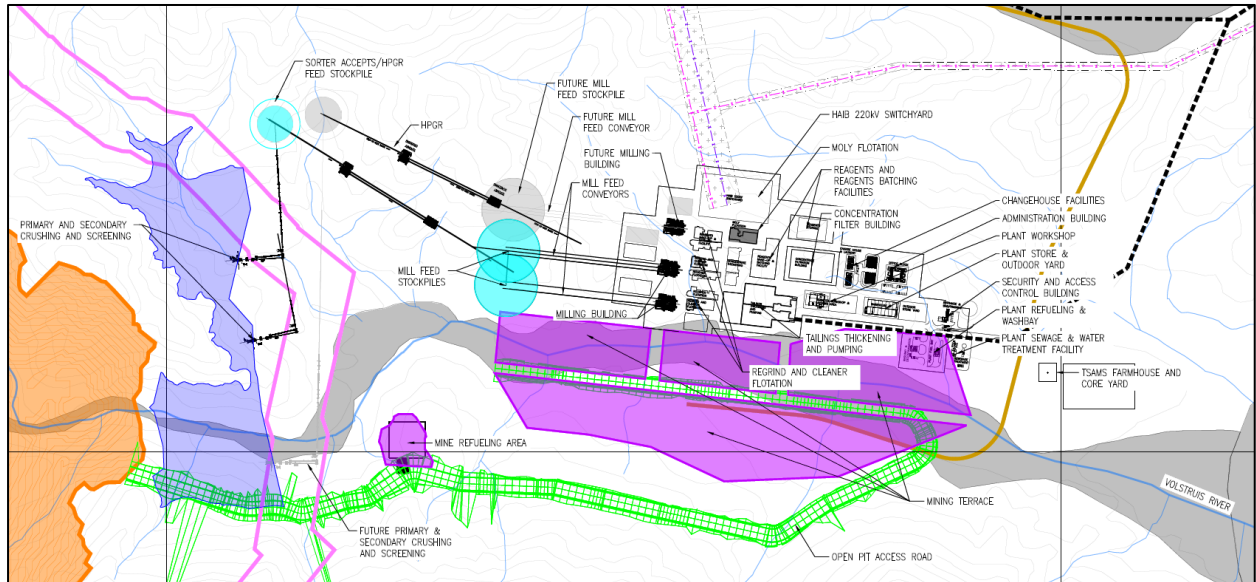 SORTER ACCEPTS/HPGR
FEED STOCKPILE
FUTURE MILL
FEED STOCKPILE
HPGR
FUTURE MILL
FEED CONVEYOR
HAIB 220kV SWITCHYARD
FUTURE MILLING
BUILDING
MOLY FLOTATION
MILL FEED
CONVEYORS
REAGENTS AND
REAGENTS BATCHING
FACILITIES
CONCENTRATION
FILTER BUILDING
CHANGEHOUSE FACILITIES
ADMINISTRATION BUILDING
PLANT WORKSHOP
PLANT STORE &
OUTDOOR YARD
SECURITY AND ACCESS
CONTROL BUILDING
PLANT REFUELING &
WASHBAY
PLANT SEWAGE & WATER
TREATMENT FACILITY
PRIMARY AND SECONDARY
CRUSHING AND SCREENING
MILL FEED
STOCKPILES
MILLING BUILDING
TAILINGS THICKENING
AND PUMPING
REGRIND AND CLEANER
FLOTATION
TSAMS FARMHOUSE AND
CORE YARD
MINE REFUELING AREA
MINING TERRACE
VOLSTRUIS RIVER
FUTURE PRIMARY &
SECONDARY CRUSHING
AND SCREENING
OPEN PIT ACCESS ROAD